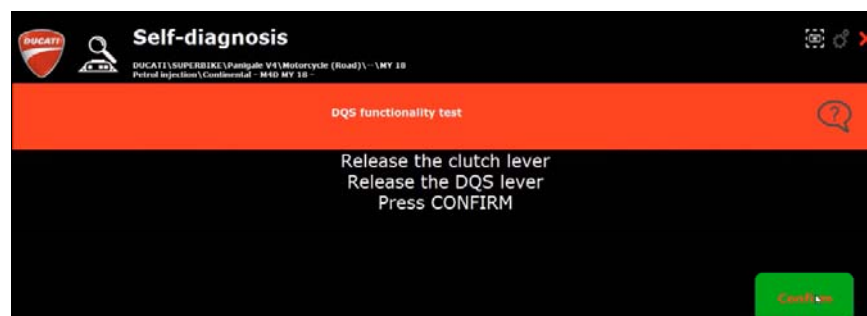 DUCATI
Self-diagnosis
DUCATI\SUPERBIKE\Panigale V4\Motorcycle (Road)\--\MY 18
Petrol injection\Continental - M4D MY 18 -
DQS functionality test
?
Release the clutch lever
Release the DQS lever
Press CONFIRM
Confirm